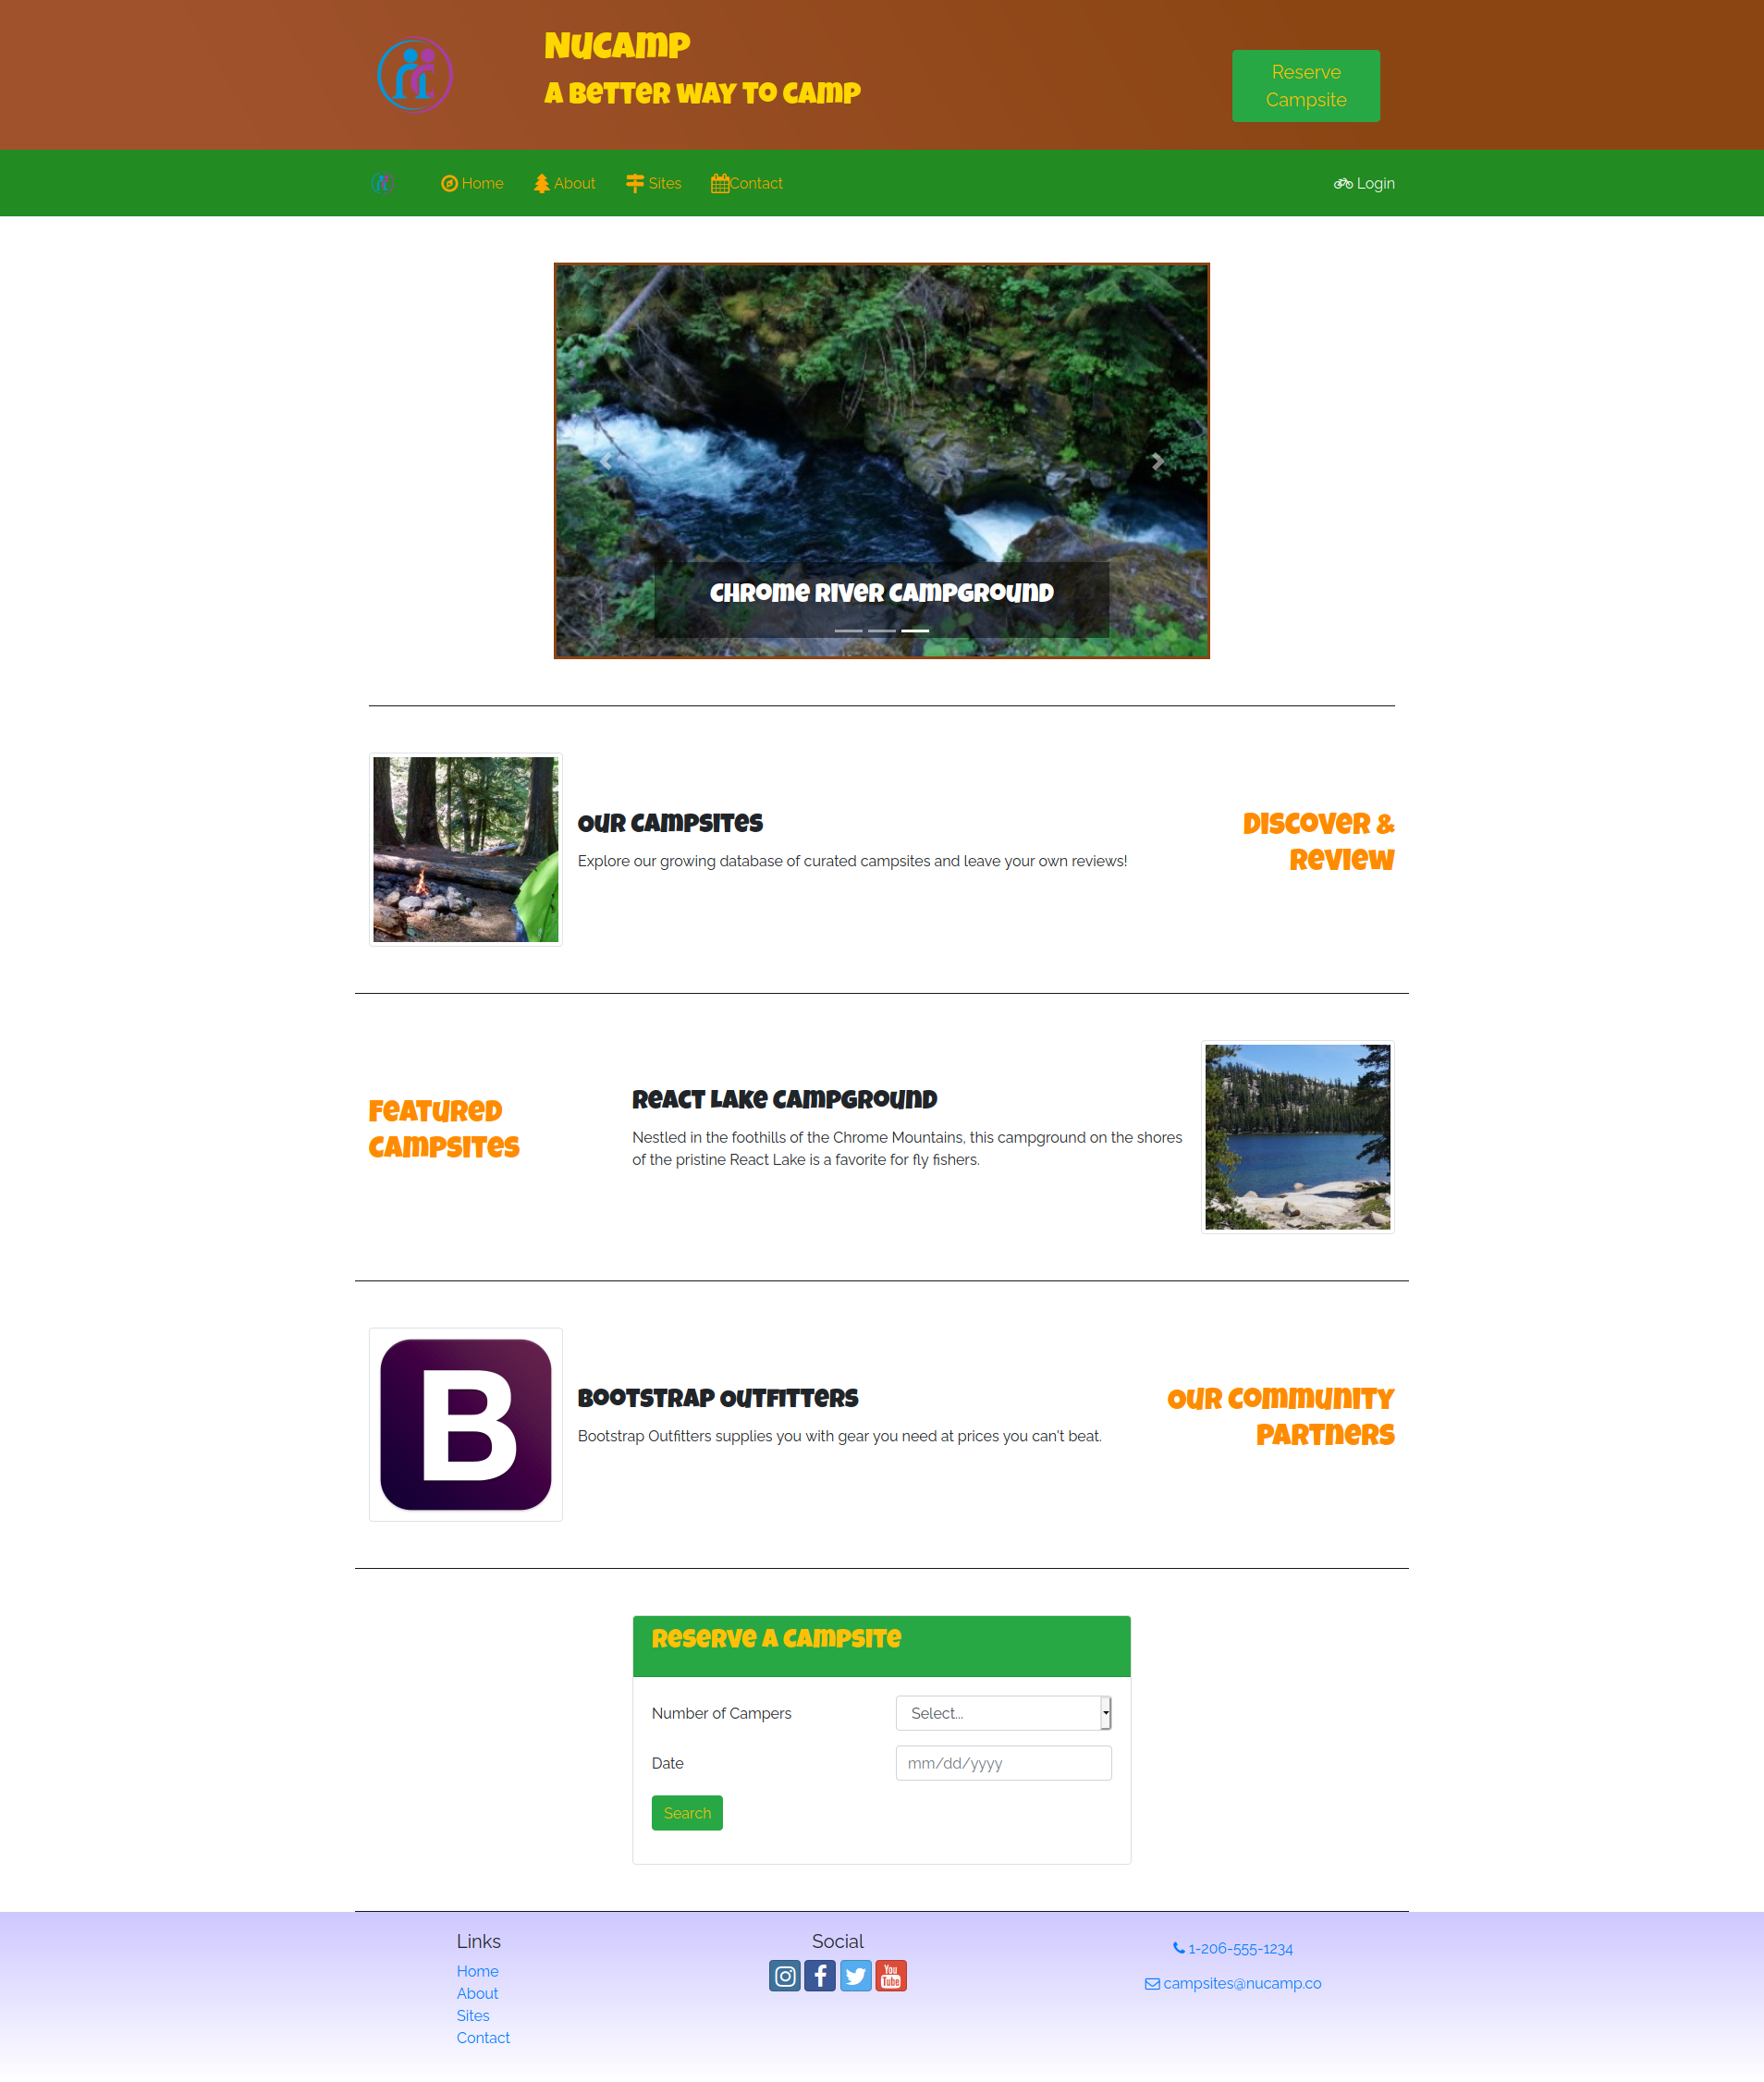 NuCamp
A Better Way to Camp
Reserve
Campsite
Home
About
Sites
Contact
Login
Chrome River Campground
Our Campsites
Explore our growing database of curated campsites and leave your own reviews!
Discover &
Review
Featured
Campsites
React Lake Campground
Nestled in the foothills of the Chrome Mountains, this campground on the shores
of the pristine React Lake is a favorite for fly fishers.
B
Bootstrap Outfitters
Bootstrap Outfitters supplies you with gear you need at prices you can't beat.
Our Community
Partners
Reserve a Campsite
Number of Campers
Select...
Date
mm/dd/yyyy
Search
Links
Home
About
Sites
Contact
Social
You
Tube
1-206-555-1234
campsites@nucamp.co